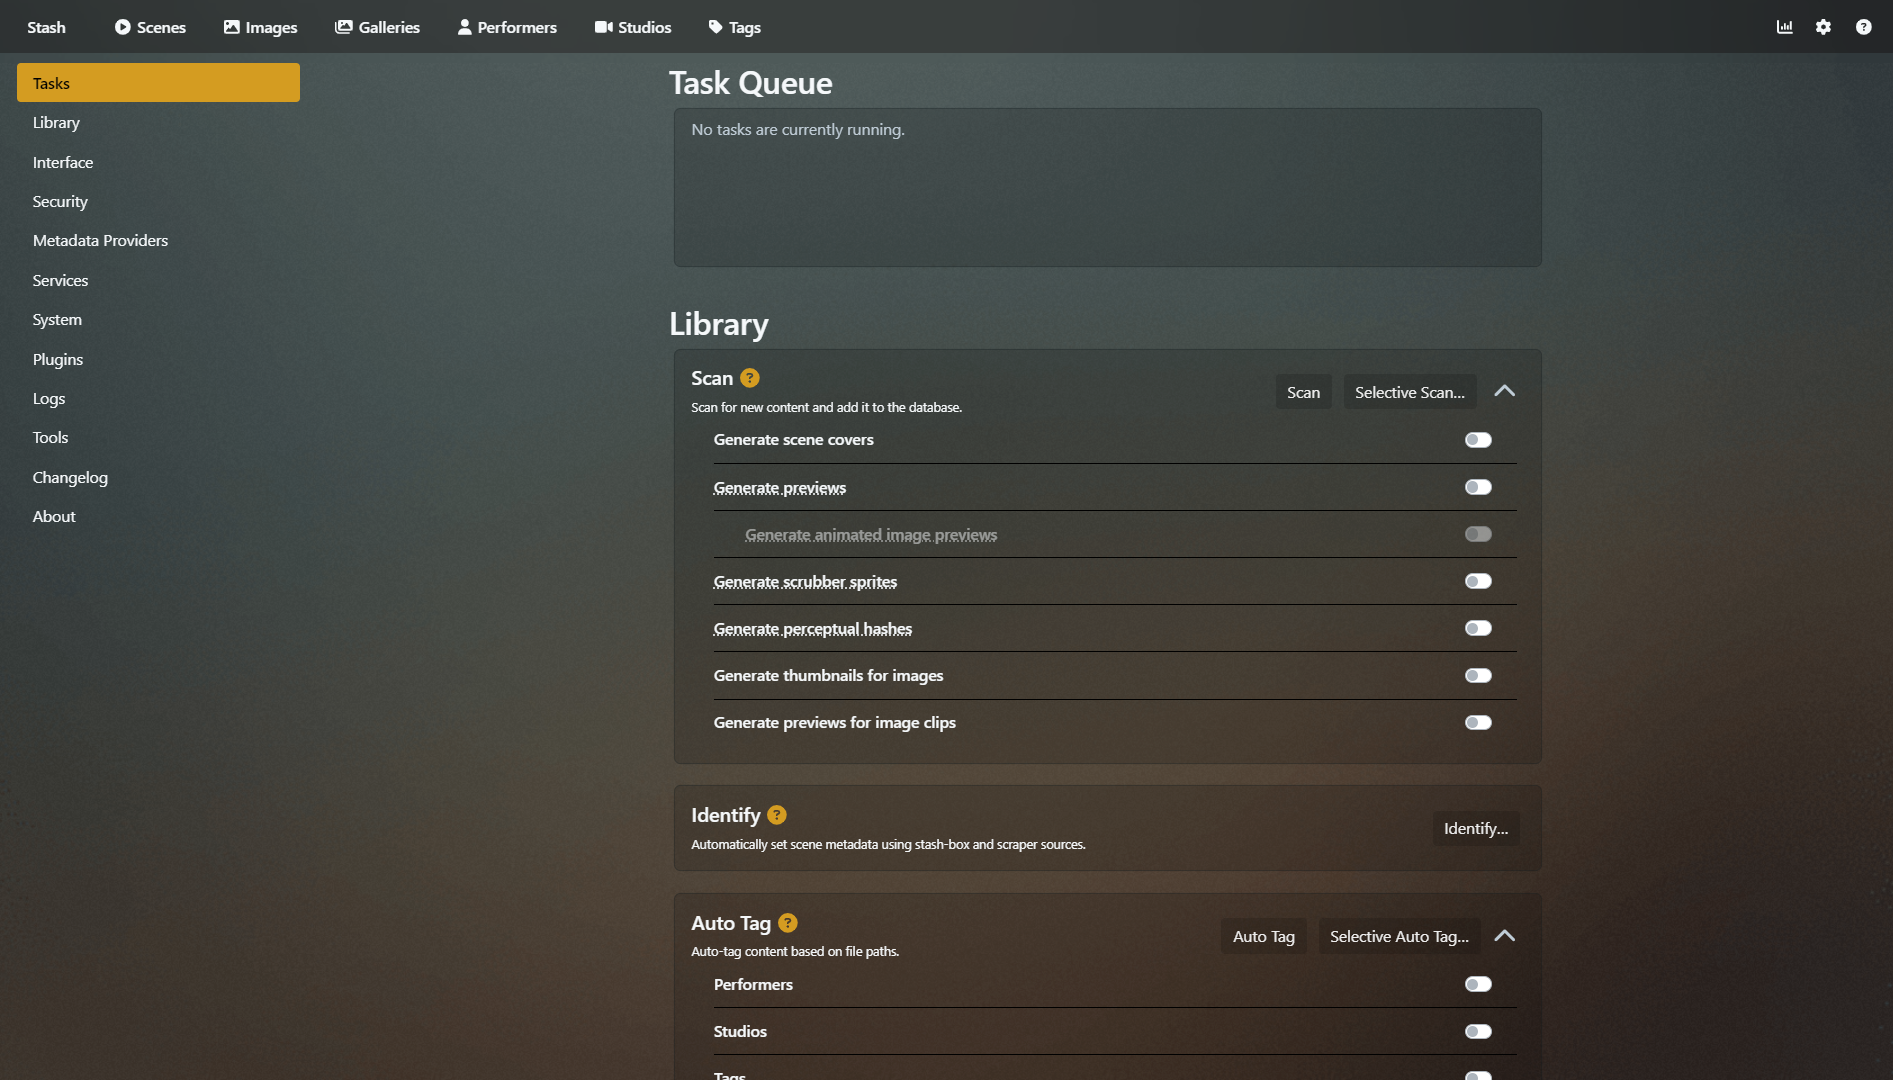 Stash Scenes Images Galleries Performers Studios Tags
Tasks
Library
Interface
Security
Metadata Providers
Services
System
Plugins
Logs
Tools
Changelog
About
Task Queue
No tasks are currently running.
Library
Scan ?
Scan for new content and add it to the database.
Scan Selective Scan...
Generate scene covers
Generate previews
Generate animated image previews
Generate scrubber sprites
Generate perceptual hashes
Generate thumbnails for images
Generate previews for image clips
Identify ?
Automatically set scene metadata using stash-box and scraper sources.
Identify...
Auto Tag ?
Auto-tag content based on file paths.
Auto Tag Selective Auto Tag...
Performers
Studios
Tags